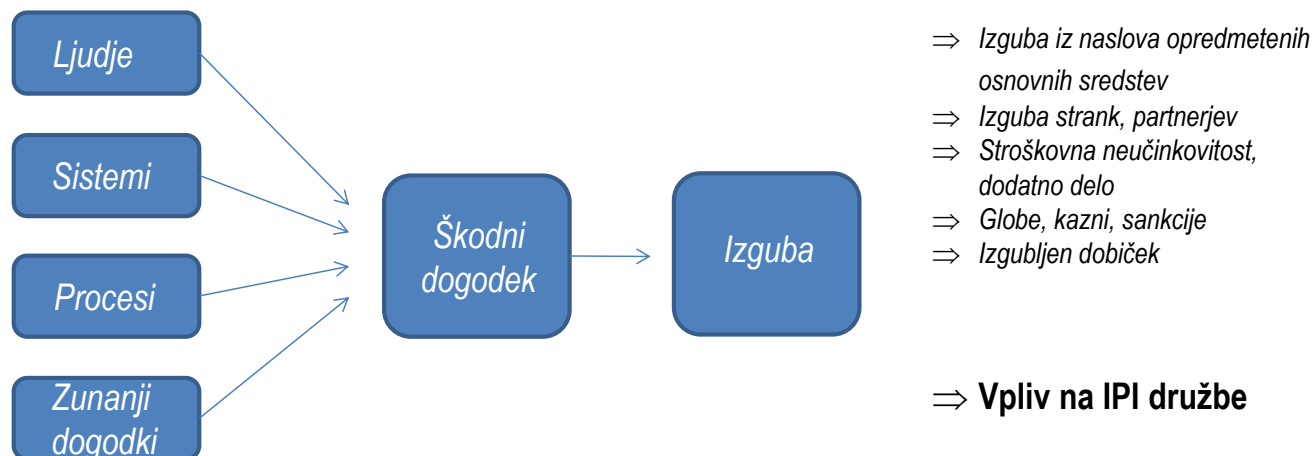 Ljudje
Sistemi
Procesi
Zunanji
dogodki
Škodni
dogodek
Izguba
⇒ Izguba iz naslova opredmetenih
osnovnih sredstev
⇒ Izguba strank, partnerjev
⇒ Stroškovna neučinkovitost,
dodatno delo
⇒ Globe, kazni, sankcije
⇒ Izgubljen dobiček
⇒ Vpliv na IPI družbe